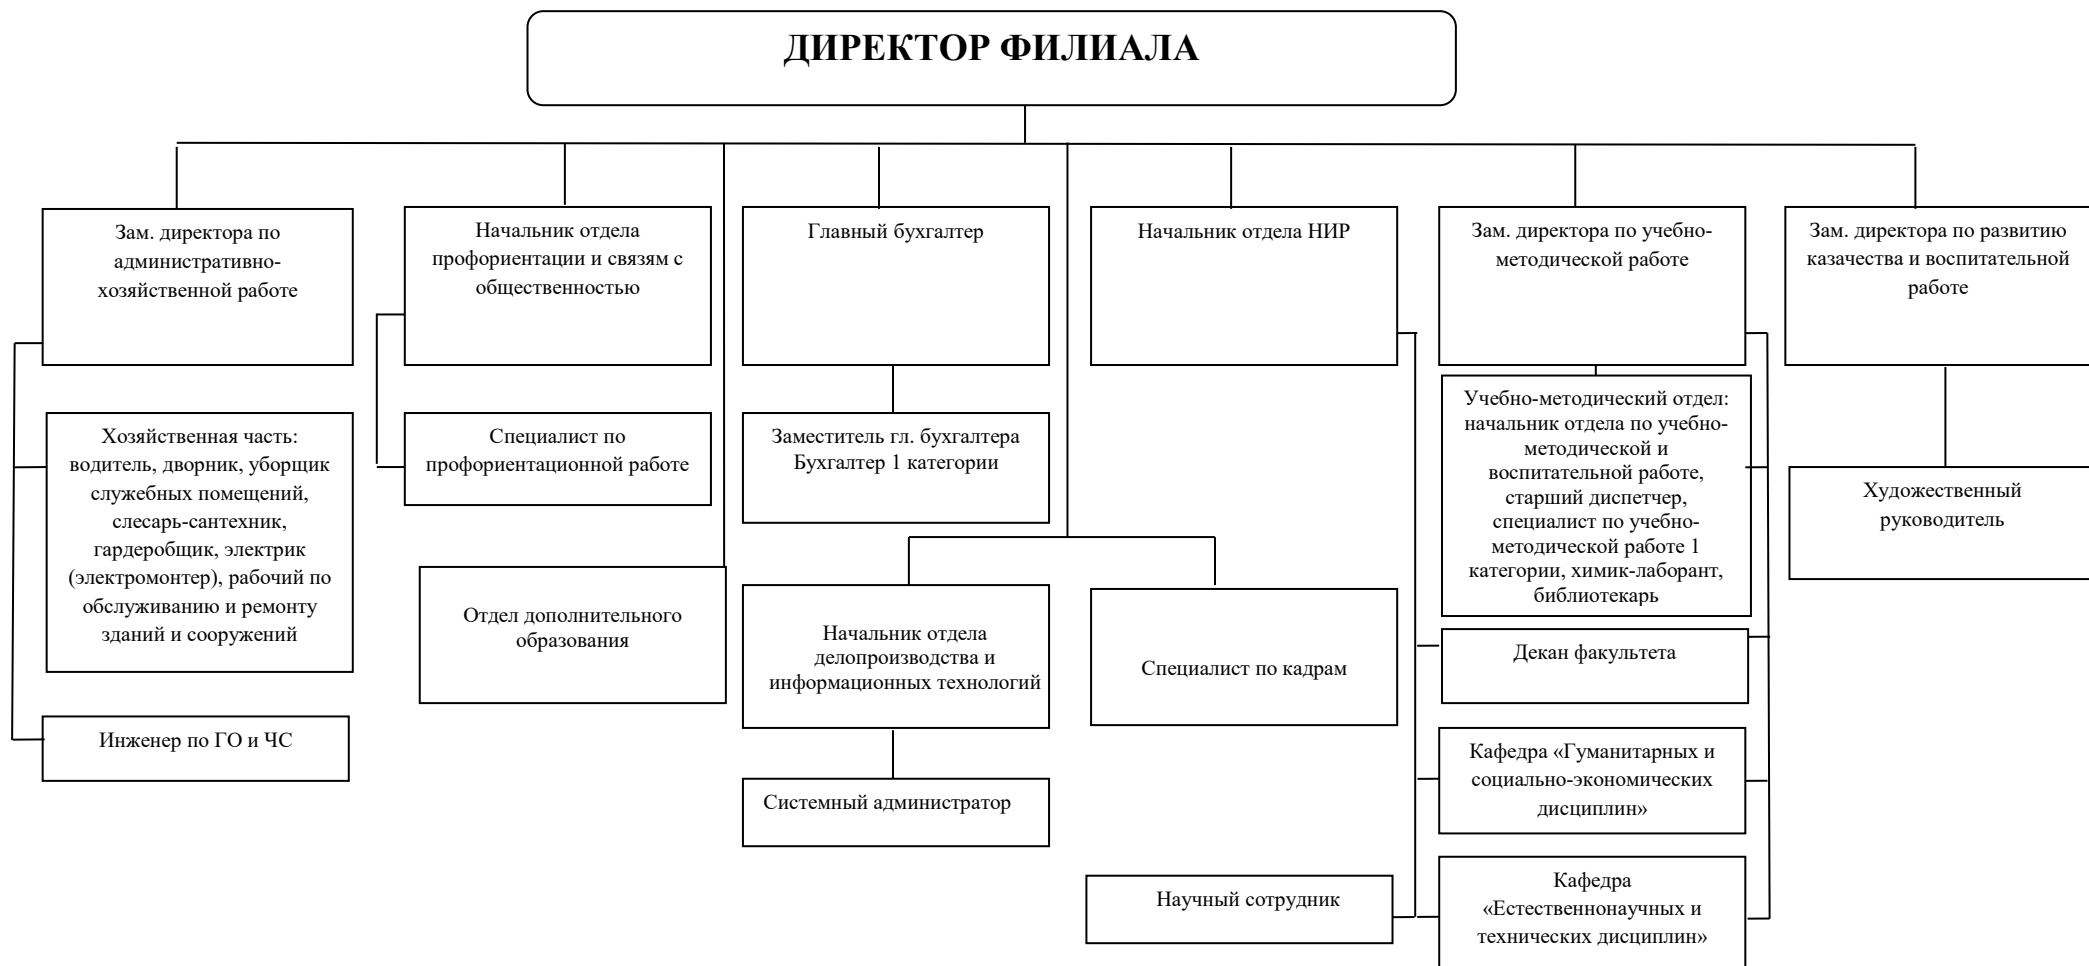 ДИРЕКТОР ФИЛИАЛА
Зам. директора по
административно-
хозяйственной работе
Начальник отдела
профориентации и связям с
общественностью
Главный бухгалтер
Начальник отдела НИР
Зам. директора по учебно-
методической работе
Зам. директора по развитию
казачества и воспитательной
работе
Хозяйственная часть:
водитель, дворник, уборщик
служебных помещений,
слесарь-сантехник,
гардеробщик, электрик
(электромонтер), рабочий по
обслуживанию и ремонту
зданий и сооружений
Специалист по
профориентационной работе
Заместитель гл. бухгалтера
Бухгалтер 1 категории
Учебно-методический отдел:
начальник отдела по учебно-
методической и
воспитательной работе,
старший диспетчер,
специалист по учебно-
методической работе 1
категории, химик-лаборант,
библиотекарь
Художественный
руководитель
Отдел дополнительного
образования
Начальник отдела
делопроизводства и
информационных технологий
Специалист по кадрам
Декан факультета
Инженер по ГО и ЧС
Системный администратор
Кафедра «Гуманитарных и
социально-экономических
дисциплин»
Научный сотрудник
Кафедра
«Естественнонаучных и
технических дисциплин»